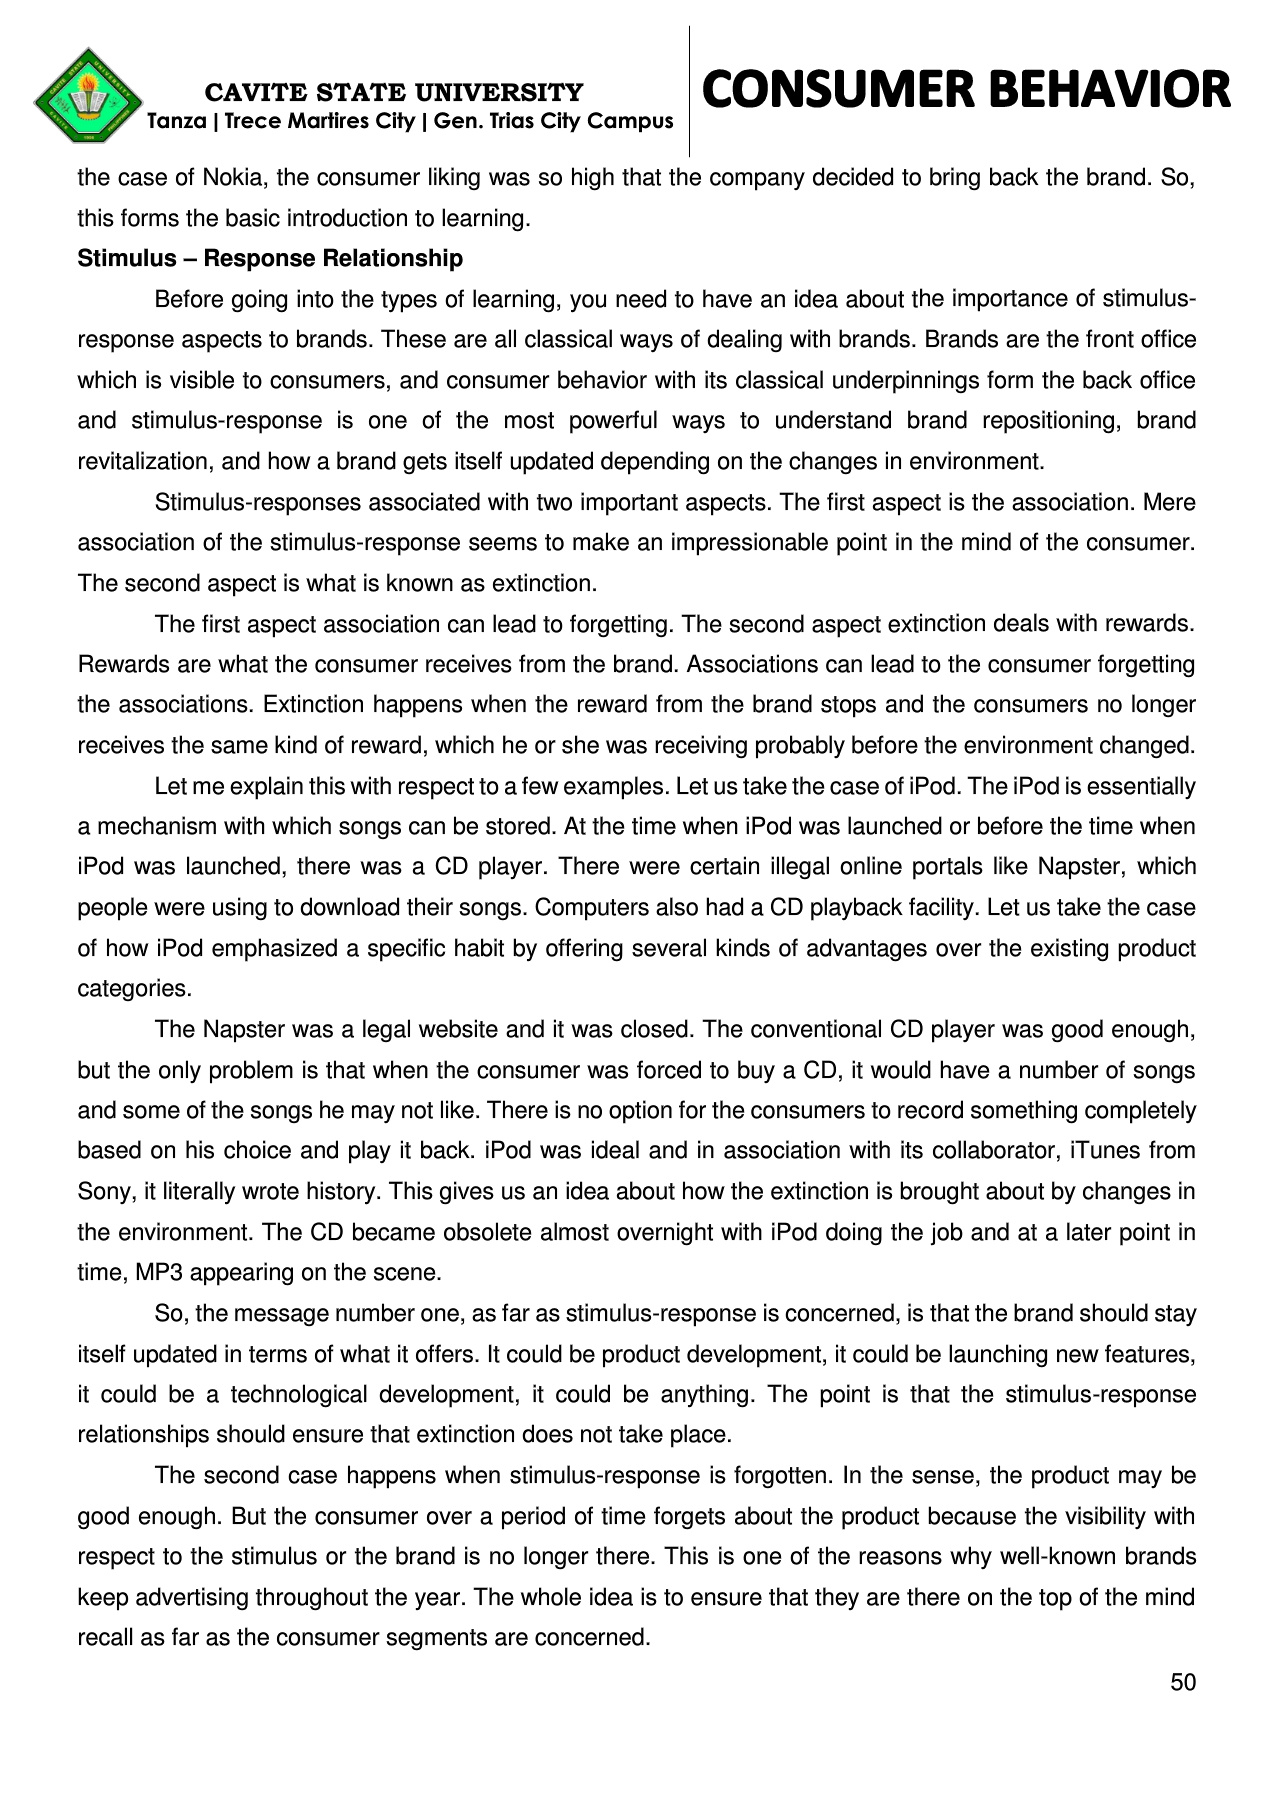 CAVITE STATE UNIVERSITY
Tanza | Trece Martires City | Gen. Trias City Campus
CONSUMER BEHAVIOR
the case of Nokia, the consumer liking was so high that the company decided to bring back the brand. So,
this forms the basic introduction to learning.
Stimulus – Response Relationship
Before going into the types of learning, you need to have an idea about the importance of stimulus-
response aspects to brands. These are all classical ways of dealing with brands. Brands are the front office
which is visible to consumers, and consumer behavior with its classical underpinnings form the back office
and stimulus-response is one of the most powerful ways to understand brand repositioning, brand
revitalization, and how a brand gets itself updated depending on the changes in environment.
Stimulus-responses associated with two important aspects. The first aspect is the association. Mere
association of the stimulus-response seems to make an impressionable point in the mind of the consumer.
The second aspect is what is known as extinction.
The first aspect association can lead to forgetting. The second aspect extinction deals with rewards.
Rewards are what the consumer receives from the brand. Associations can lead to the consumer forgetting
the associations. Extinction happens when the reward from the brand stops and the consumers no longer
receives the same kind of reward, which he or she was receiving probably before the environment changed.
Let me explain this with respect to a few examples. Let us take the case of iPod. The iPod is essentially
a mechanism with which songs can be stored. At the time when iPod was launched or before the time when
iPod was launched, there was a CD player. There were certain illegal online portals like Napster, which
people were using to download their songs. Computers also had a CD playback facility. Let us take the case
of how iPod emphasized a specific habit by offering several kinds of advantages over the existing product
categories.
The Napster was a legal website and it was closed. The conventional CD player was good enough,
but the only problem is that when the consumer was forced to buy a CD, it would have a number of songs
and some of the songs he may not like. There is no option for the consumers to record something completely
based on his choice and play it back. iPod was ideal and in association with its collaborator, iTunes from
Sony, it literally wrote history. This gives us an idea about how the extinction is brought about by changes in
the environment. The CD became obsolete almost overnight with iPod doing the job and at a later point in
time, MP3 appearing on the scene.
So, the message number one, as far as stimulus-response is concerned, is that the brand should stay
itself updated in terms of what it offers. It could be product development, it could be launching new features,
it could be a technological development, it could be anything. The point is that the stimulus-response
relationships should ensure that extinction does not take place.
The second case happens when stimulus-response is forgotten. In the sense, the product may be
good enough. But the consumer over a period of time forgets about the product because the visibility with
respect to the stimulus or the brand is no longer there. This is one of the reasons why well-known brands
keep advertising throughout the year. The whole idea is to ensure that they are there on the top of the mind
recall as far as the consumer segments are concerned.
50